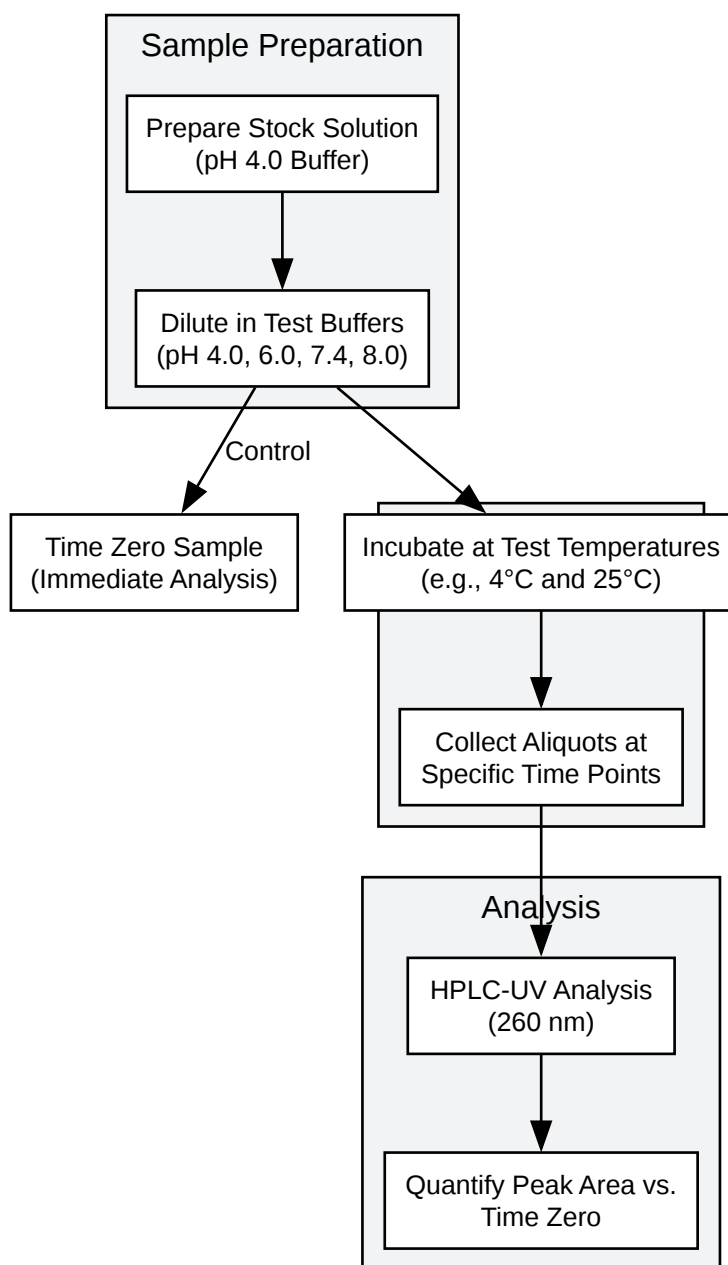 Sample Preparation
Prepare Stock Solution
(pH 4.0 Buffer)
Dilute in Test Buffers
(pH 4.0, 6.0, 7.4, 8.0)
Control
Time Zero Sample
(Immediate Analysis)
Incubate at Test Temperatures
(e.g., 4°C and 25°C)
Collect Aliquots at
Specific Time Points
Analysis
HPLC-UV Analysis
(260 nm)
Quantify Peak Area vs.
Time Zero